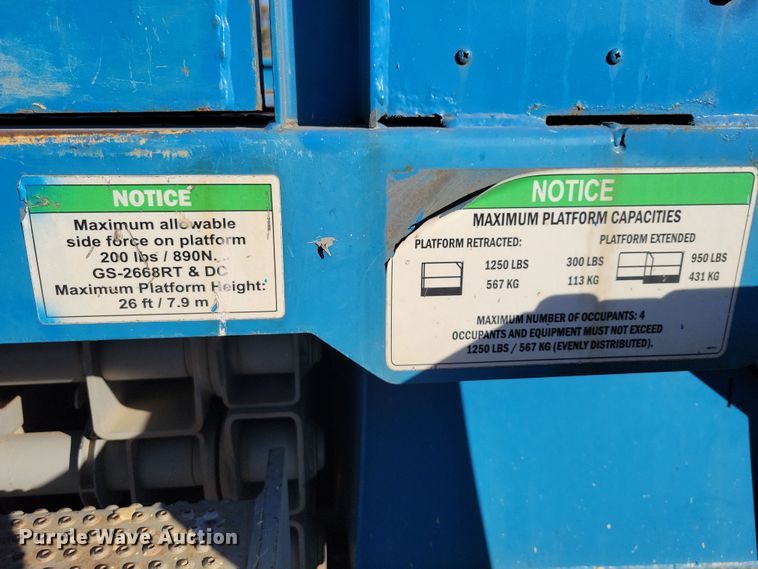 NOTICE
Maximum allowable
side force on platform
200 lbs / 890N.
GS-2668RT & DC
Maximum Platform Height:
26 ft / 7.9 m
NOTICE
MAXIMUM PLATFORM CAPACITIES
PLATFORM RETRACTED:
1250 LBS
567 KG
PLATFORM EXTENDED
300 LBS
113 KG
950 LBS
431 KG
MAXIMUM NUMBER OF OCCUPANTS: 4
OCCUPANTS AND EQUIPMENT MUST NOT EXCEED
1250 LBS / 567 KG (EVENLY DISTRIBUTED).
Purple Wave Auction